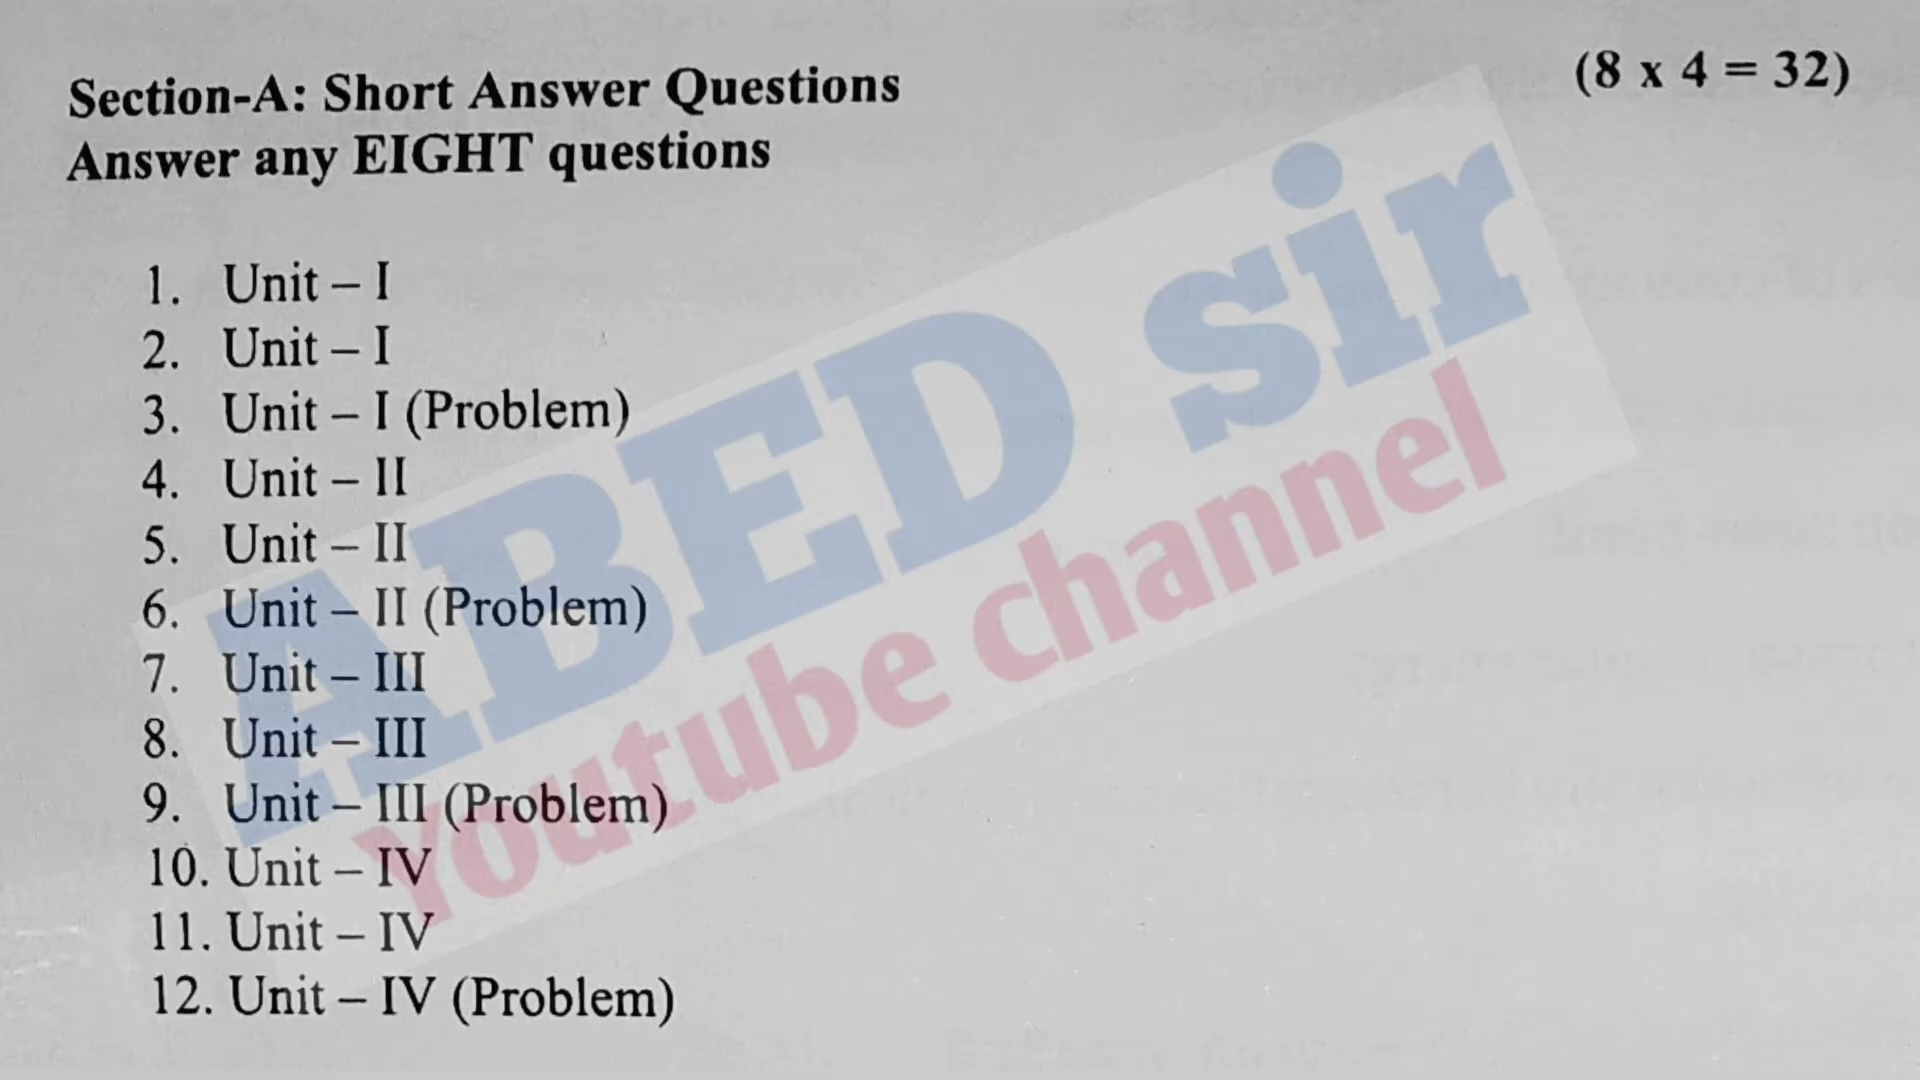 (8 x 4 = 32)
Section-A: Short Answer Questions
Answer any EIGHT questions
1. Unit – I
2. Unit – I
3. Unit – I (Problem)
4. Unit – II
5. Unit – II
6. Unit – II (Problem)
7. Unit – III
8. Unit – III
9. Unit – III (Problem)
10. Unit – IV
11. Unit – IV
12. Unit – IV (Problem)
ABED sir
Youtube channel